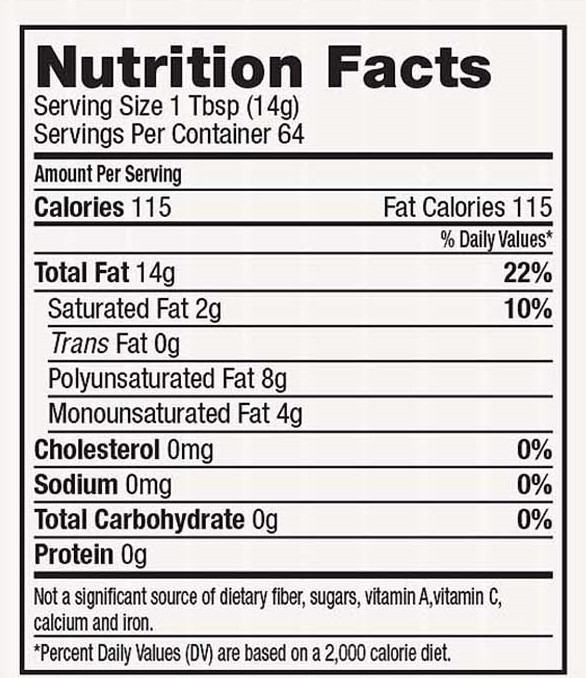 Nutrition Facts
Serving Size 1 Tbsp (14g)
Servings Per Container 64
Amount Per Serving
Calories 115 Fat Calories 115
% Daily Values*
Total Fat 14g 22%
Saturated Fat 2g 10%
Trans Fat 0g
Polyunsaturated Fat 8g
Monounsaturated Fat 4g
Cholesterol 0mg 0%
Sodium 0mg 0%
Total Carbohydrate 0g 0%
Protein 0g
Not a significant source of dietary fiber, sugars, vitamin A,vitamin C,
calcium and iron.
*Percent Daily Values (DV) are based on a 2,000 calorie diet.